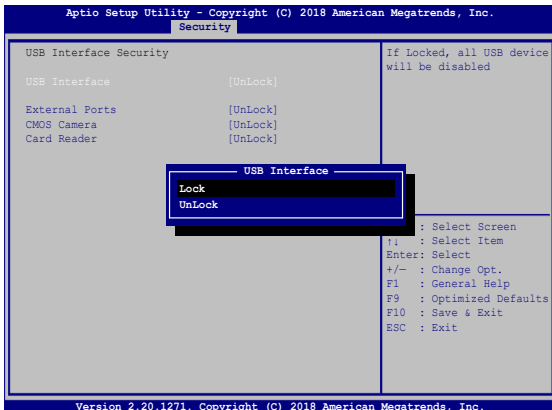 Aptio Setup Utility - Copyright (C) 2018 American Megatrends, Inc.
Security
USB Interface Security
USB Interface [UnLock]
External Ports [UnLock]
CMOS Camera [UnLock]
Card Reader [UnLock]
If Locked, all USB device
will be disabled
USB Interface
Lock
UnLock
: Select Screen
↑↓ : Select Item
Enter: Select
+/— : Change Opt.
F1 : General Help
F9 : Optimized Defaults
F10 : Save & Exit
ESC : Exit
Version 2.20.1271. Copyright (C) 2018 American Megatrends, Inc.